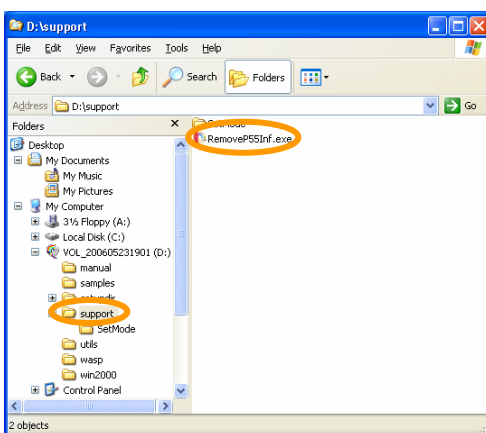 D:\support
File Edit View Favorites Tools Help
Back Search Folders
Address D:\support Go
Folders x
SetMode
RemoveP55Inf.exe
Desktop
My Documents
My Music
My Pictures
My Computer
3½ Floppy (A:)
Local Disk (C:)
VOL_200605231901 (D:)
manual
samples
setupdir
support
SetMode
utils
wasp
win2000
Control Panel
2 objects